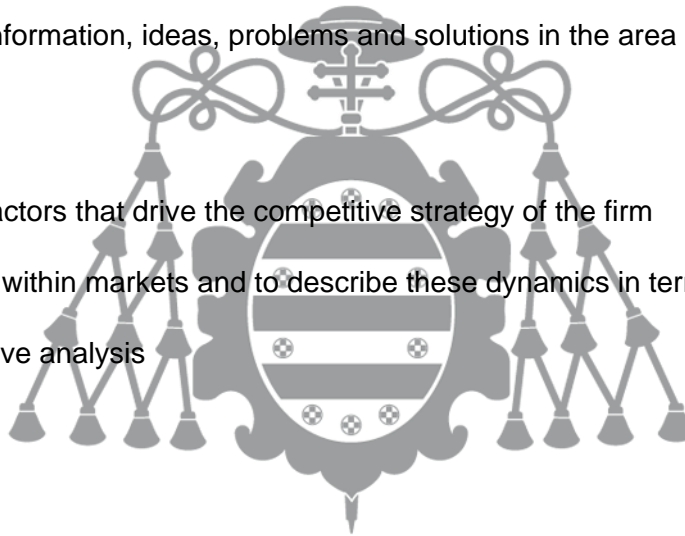 nformation, ideas, problems and solutions in the area
actors that drive the competitive strategy of the firm
within markets and to describe these dynamics in ter
ve analysis